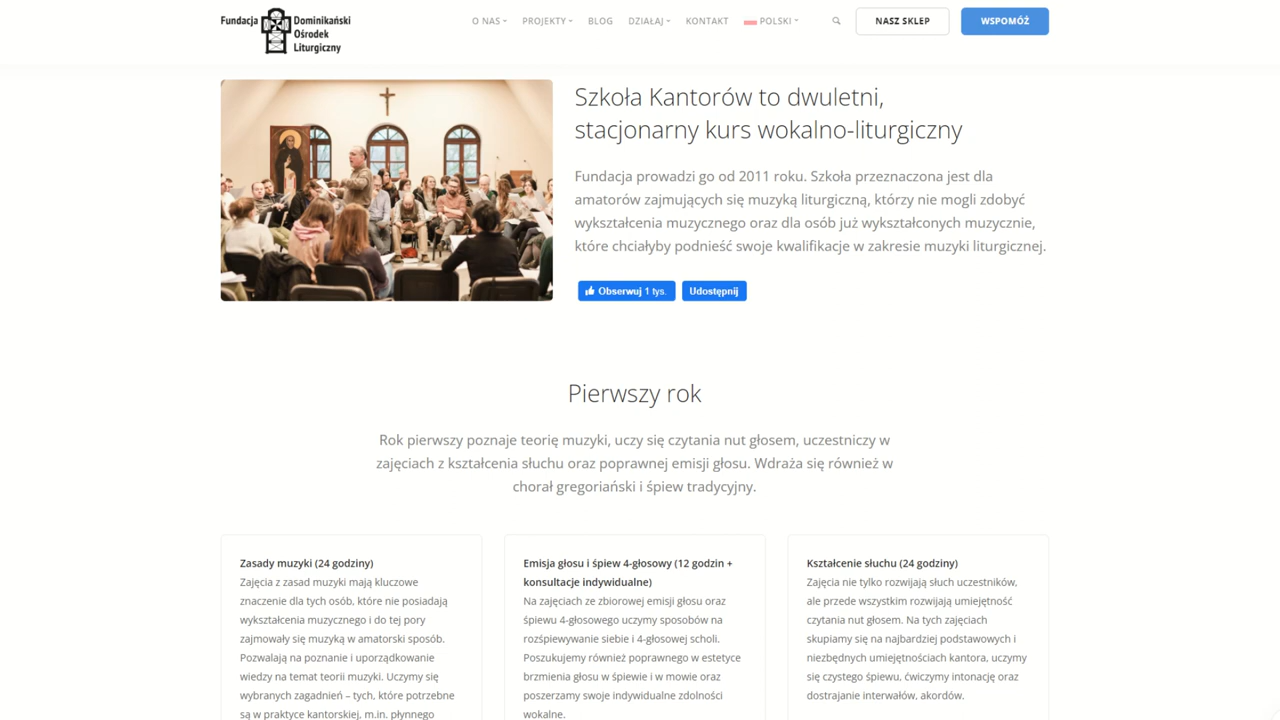 Fundacja Dominikański
Ośrodek
Liturgiczny
O NAS
PROJEKTY
BLOG
DZIAŁAJ
KONTAKT
POLSKI
NASZ SKLEP
WSPOMÓŻ
Szkoła Kantorów to dwuletni,
stacjonarny kurs wokalno-liturgiczny
Fundacja prowadzi go od 2011 roku. Szkoła przeznaczona jest dla
amatorów zajmujących się muzyką liturgiczną, którzy nie mogli zdobyć
wykształcenia muzycznego oraz dla osób już wykształconych muzycznie,
które chciałyby podnieść swoje kwalifikacje w zakresie muzyki liturgicznej.
Obserwuj 1 tys.
Udostępnij
Pierwszy rok
Rok pierwszy poznaje teorię muzyki, uczy się czytania nut głosem, uczestniczy w
zajęciach z kształcenia słuchu oraz poprawnej emisji głosu. Wdraża się również w
chorał gregoriański i śpiew tradycyjny.
Zasady muzyki (24 godziny)
Zajęcia z zasad muzyki mają kluczowe
znaczenie dla tych osób, które nie posiadają
wykształcenia muzycznego i do tej pory
zajmowały się muzyką w amatorski sposób.
Pozwalają na poznanie i uporządkowanie
wiedzy na temat teorii muzyki. Uczymy się
wybranych zagadnień – tych, które potrzebne
są w praktyce kantorskiej, m.in. płynnego
Emisja głosu i śpiew 4-głosowy (12 godzin +
konsultacje indywidualne)
Na zajęciach ze zbiorowej emisji głosu oraz
śpiewu 4-głosowego uczymy sposobów na
rozśpiewywanie siebie i 4-głosowej scholi.
Poszukujemy również poprawnego w estetyce
brzmienia głosu w śpiewie i w mowie oraz
poszerzamy swoje indywidualne zdolności
wokalne.
Kształcenie słuchu (24 godziny)
Zajęcia nie tylko rozwijają słuch uczestników,
ale przede wszystkim rozwijają umiejętność
czytania nut głosem. Na tych zajęciach
skupiamy się na najbardziej podstawowych i
niezbędnych umiejętnościach kantora, uczymy
się czystego śpiewu, ćwiczymy intonację oraz
dostrajanie interwałów, akordów.